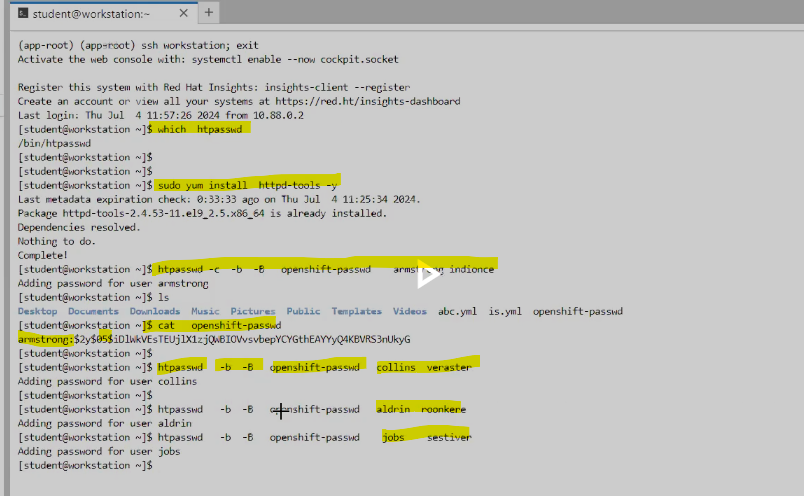 student@workstation:~ × +
(app-root) (app-root) ssh workstation; exit
Activate the web console with: systemctl enable --now cockpit.socket
Register this system with Red Hat Insights: insights-client --register
Create an account or view all your systems at https://red.ht/insights-dashboard
Last login: Thu Jul 4 11:57:26 2024 from 10.88.0.2
[student@workstation ~]$ which htpasswd
/bin/htpasswd
[student@workstation ~]$
[student@workstation ~]$
[student@workstation ~]$ sudo yum install httpd-tools -y
Last metadata expiration check: 0:33:33 ago on Thu Jul 4 11:25:34 2024.
Package httpd-tools-2.4.53-11.el9_2.5.x86_64 is already installed.
Dependencies resolved.
Nothing to do.
Complete!
[student@workstation ~]$ htpasswd -c -b -B openshift-passwd armstrong indionce
Adding password for user armstrong
[student@workstation ~]$ ls
Desktop Documents Downloads Music Pictures Public Templates Videos abc.yml is.yml openshift-passwd
[student@workstation ~]$ cat openshift-passwd
armstrong:$2y$05$
[student@workstation ~]$
[student@workstation ~]$ htpasswd -b -B openshift-passwd collins veraster
Adding password for user collins
[student@workstation ~]$
[student@workstation ~]$ htpasswd -b -B openshift-passwd aldrin roonkere
Adding password for user aldrin
[student@workstation ~]$ htpasswd -b -B openshift-passwd jobs sestiver
Adding password for user jobs
[student@workstation ~]$